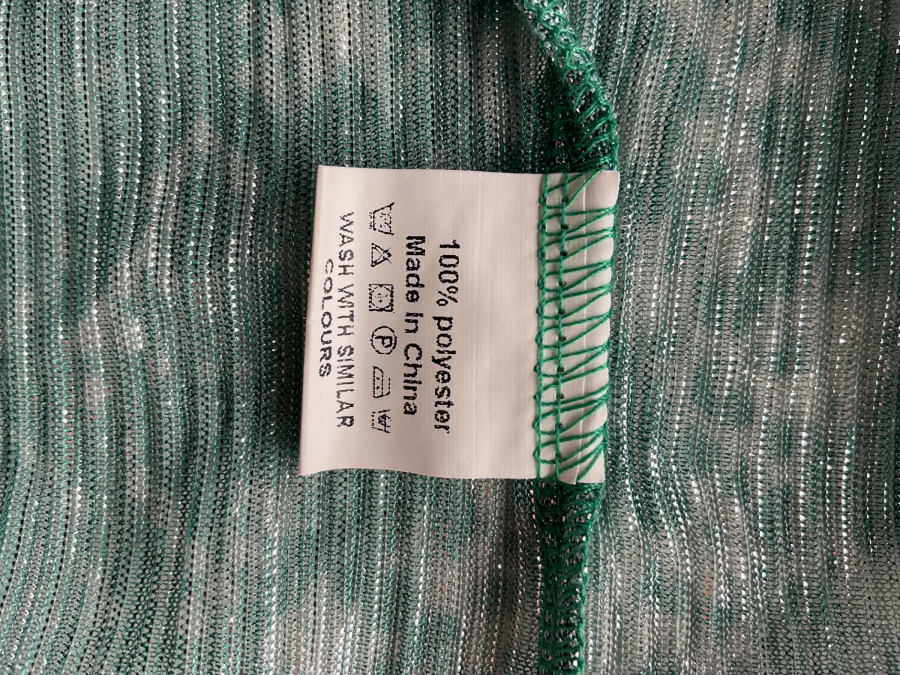 100% polyester
Made In China
WASH WITH SIMILAR
COLOURS